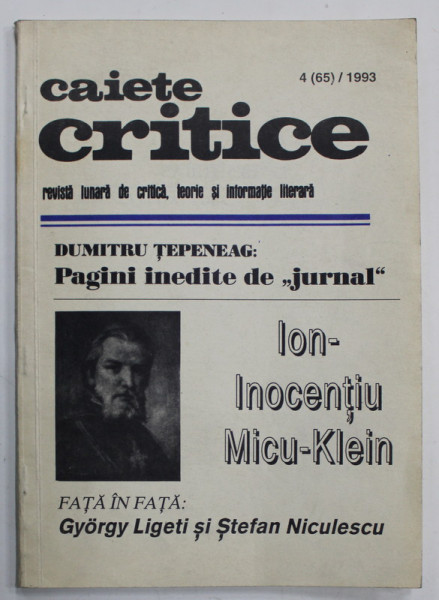 4 (65) / 1993
caiete
critice
revistă lunară de critică, teorie și informație literară
DUMITRU ȚEPENEAG:
Pagini inedite de „jurnal“
Ion-
Inocențiu
Micu-Klein
FAȚĂ ÎN FAȚĂ:
György Ligeti și Ștefan Niculescu